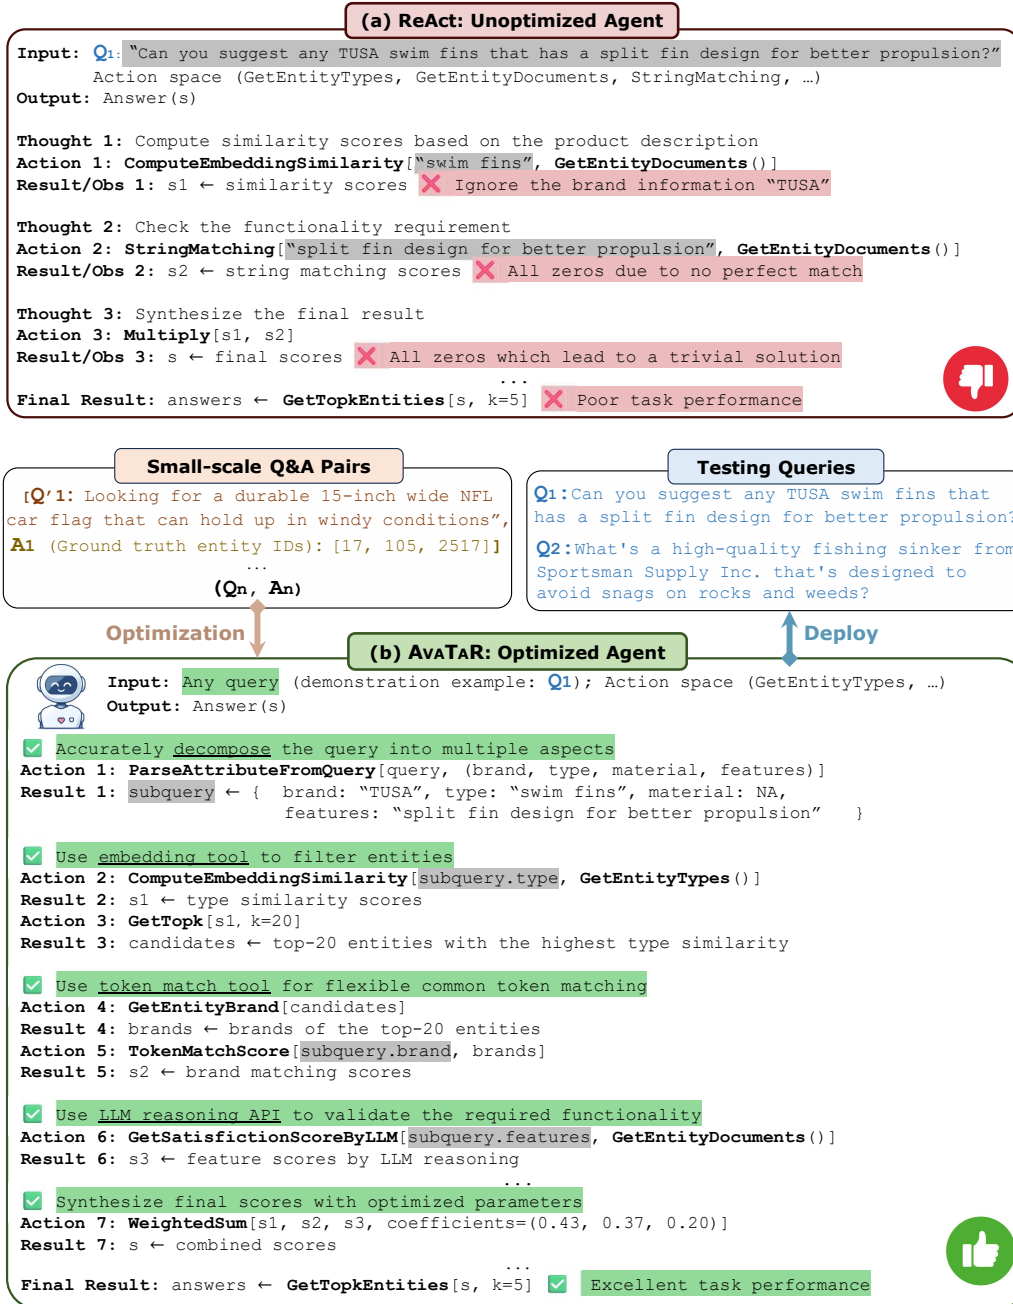 (a) ReAct: Unoptimized Agent
Input: Q1: "Can you suggest any TUSA swim fins that has a split fin design for better propulsion?"
Action space (GetEntityTypes, GetEntityDocuments, StringMatching, …)
Output: Answer(s)
Thought 1: Compute similarity scores based on the product description
Action 1: ComputeEmbeddingSimilarity["swim fins", GetEntityDocuments()]
Result/Obs 1: s1 ← similarity scores ❌ Ignore the brand information "TUSA"
Thought 2: Check the functionality requirement
Action 2: StringMatching["split fin design for better propulsion", GetEntityDocuments()]
Result/Obs 2: s2 ← string matching scores ❌ All zeros due to no perfect match
Thought 3: Synthesize the final result
Action 3: Multiply[s1, s2]
Result/Obs 3: s ← final scores ❌ All zeros which lead to a trivial solution
...
Final Result: answers ← GetTopkEntities[s, k=5] ❌ Poor task performance
Small-scale Q&A Pairs
[Q'1: Looking for a durable 15-inch wide NFL
car flag that can hold up in windy conditions",
A1 (Ground truth entity IDs): [17, 105, 2517]]
...
(Qn, An)
Testing Queries
Q1:Can you suggest any TUSA swim fins that
has a split fin design for better propulsion?
Q2:What's a high-quality fishing sinker from
Sportsman Supply Inc. that's designed to
avoid snags on rocks and weeds?
Optimization
Deploy
(b) AVATAR: Optimized Agent
Input: Any query (demonstration example: Q1); Action space (GetEntityTypes, …)
Output: Answer(s)
✅ Accurately decompose the query into multiple aspects
Action 1: ParseAttributeFromQuery[query, (brand, type, material, features)]
Result 1: subquery ← { brand: "TUSA", type: "swim fins", material: NA,
features: "split fin design for better propulsion" }
✅ Use embedding tool to filter entities
Action 2: ComputeEmbeddingSimilarity[subquery.type, GetEntityTypes()]
Result 2: s1 ← type similarity scores
Action 3: GetTopk[s1, k=20]
Result 3: candidates ← top-20 entities with the highest type similarity
✅ Use token match tool for flexible common token matching
Action 4: GetEntityBrand[candidates]
Result 4: brands ← brands of the top-20 entities
Action 5: TokenMatchScore[subquery.brand, brands]
Result 5: s2 ← brand matching scores
✅ Use LLM reasoning API to validate the required functionality
Action 6: GetSatisfictionScoreByLLM[subquery.features, GetEntityDocuments()]
Result 6: s3 ← feature scores by LLM reasoning
...
✅ Synthesize final scores with optimized parameters
Action 7: WeightedSum[s1, s2, s3, coefficients=(0.43, 0.37, 0.20)]
Result 7: s ← combined scores
...
Final Result: answers ← GetTopkEntities[s, k=5] ✅ Excellent task performance